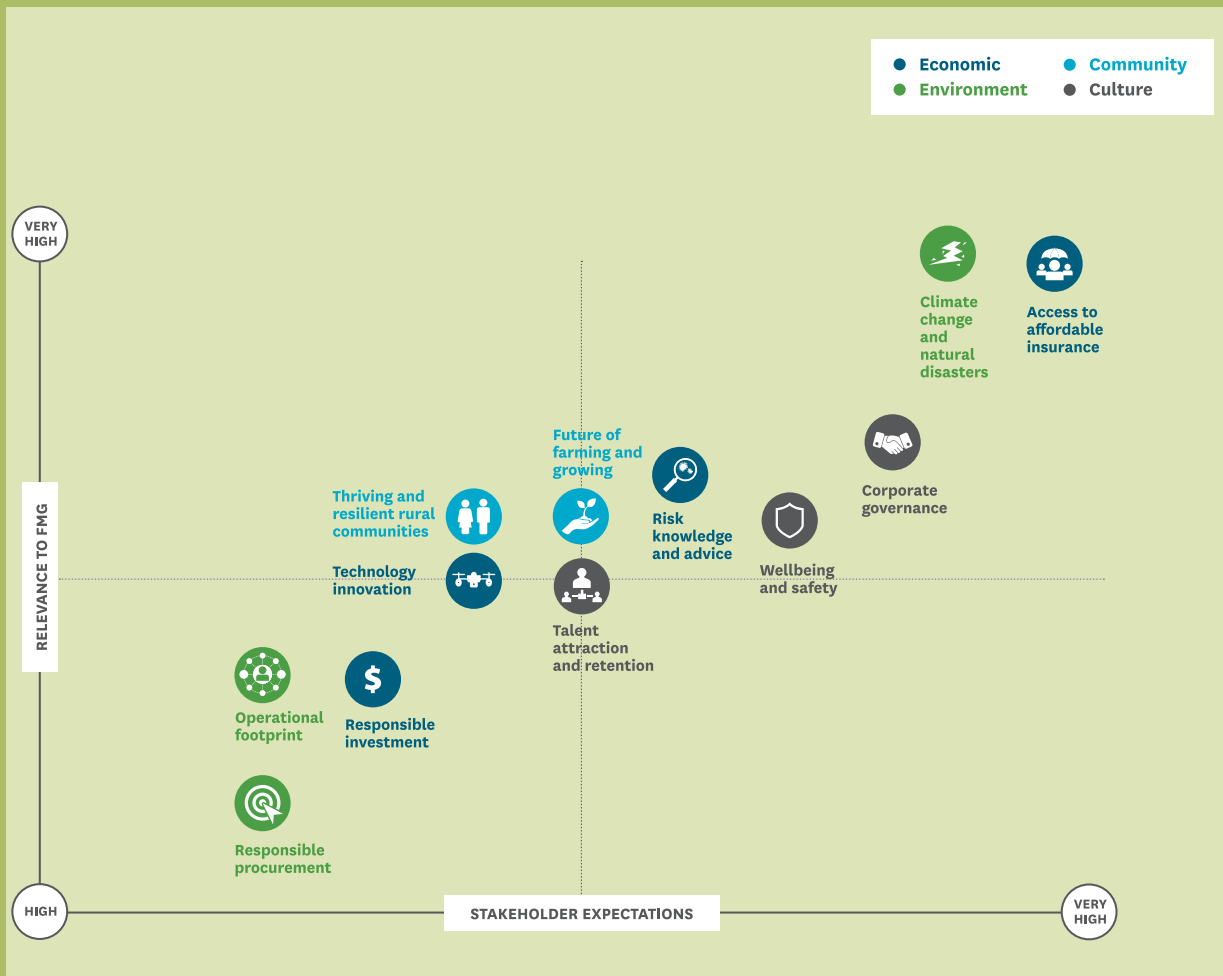 Economic
Community
Environment
Culture
VERY
HIGH
Climate
change
and
natural
disasters
Access to
affordable
insurance
Future of
farming and
growing
Thriving and
resilient rural
communities
Risk
knowledge
and advice
Corporate
governance
Technology
innovation
Wellbeing
and safety
Talent
attraction
and retention
RELEVANCE TO FMG
Operational
footprint
$
Responsible
investment
Responsible
procurement
HIGH
STAKEHOLDER EXPECTATIONS
VERY
HIGH